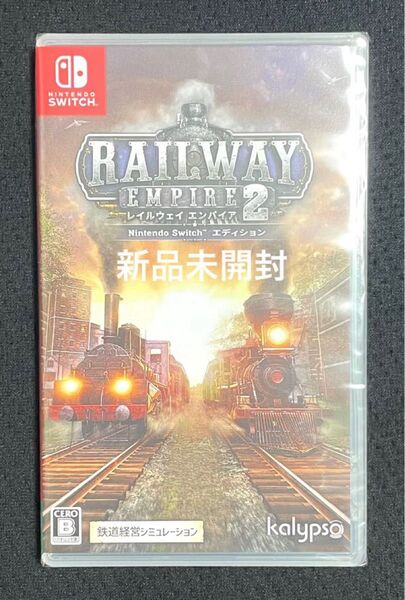 NINTENDO
SWITCH™
RAILWAY
EMPIRE 2
レイルウェイ エンパイア
Nintendo Switch™ エディション
新品未開封
CERO
B
鉄道経営シミュレーション
kalypso